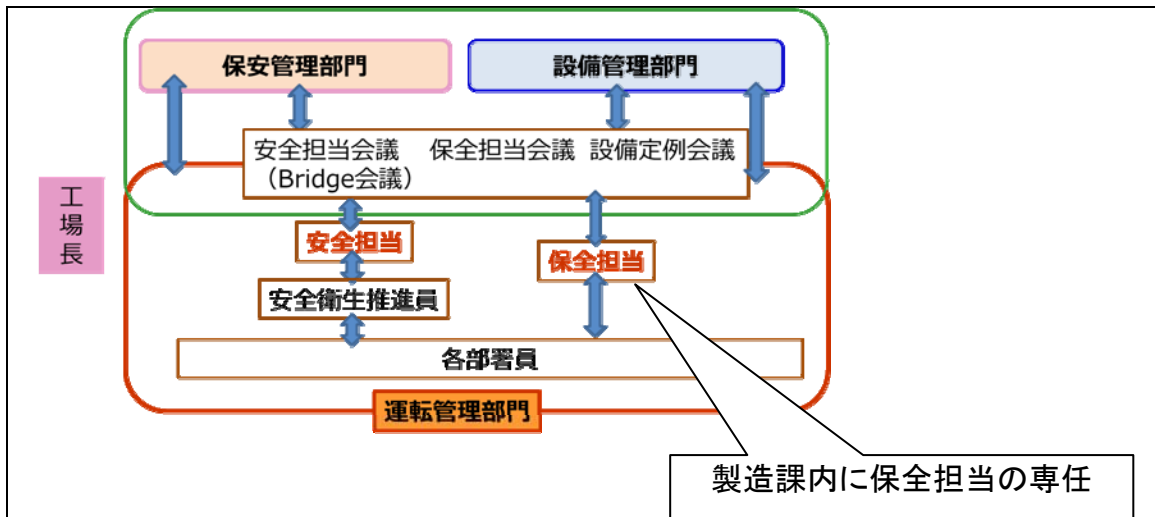 保安管理部門
設備管理部門
安全担当会議 保全担当会議 設備定例会議
（Bridge会議）
工場長
安全担当
保全担当
安全衛生推進員
各部署員
運転管理部門
製造課内に保全担当の専任